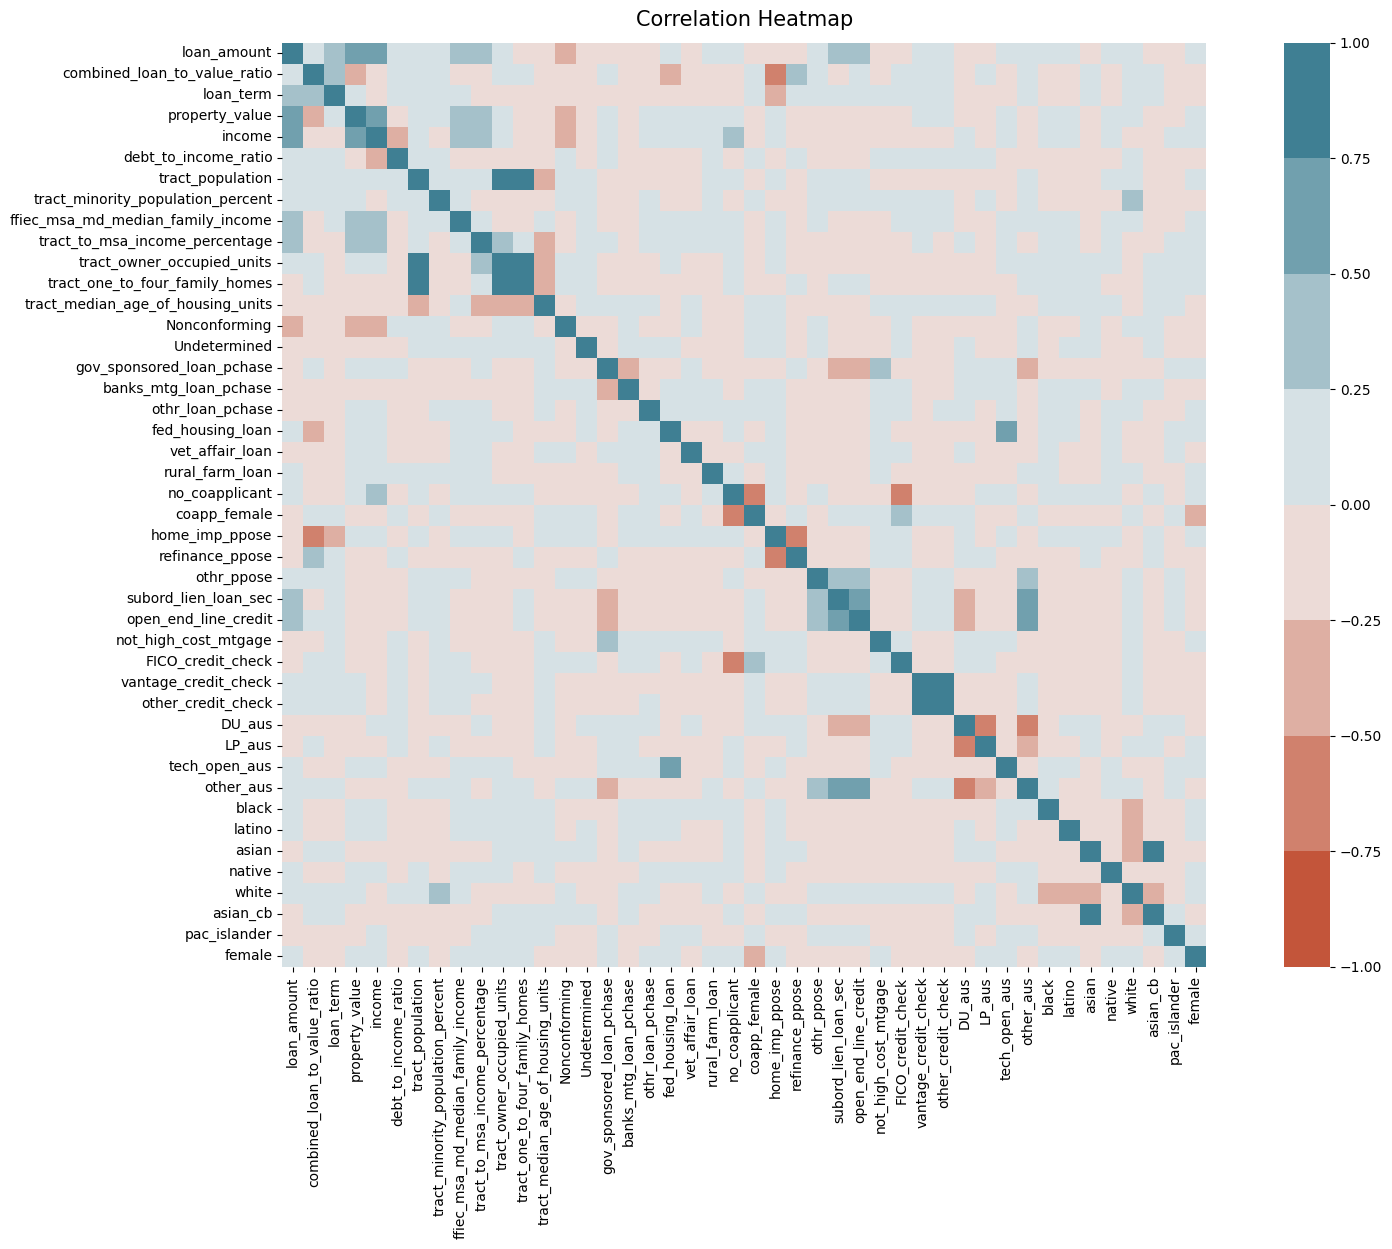 Correlation Heatmap
loan_amount
combined_loan_to_value_ratio
loan_term
property_value
income
debt_to_income_ratio
tract_population
tract_minority_population_percent
ffiec_msa_md_median_family_income
tract_to_msa_income_percentage
tract_owner_occupied_units
tract_one_to_four_family_homes
tract_median_age_of_housing_units
Nonconforming
Undetermined
gov_sponsored_loan_pchase
banks_mtg_loan_pchase
othr_loan_pchase
fed_housing_loan
vet_affair_loan
rural_farm_loan
no_coapplicant
coapp_female
home_imp_ppose
refinance_ppose
othr_ppose
subord_lien_loan_sec
open_end_line_credit
not_high_cost_mtgage
FICO_credit_check
vantage_credit_check
other_credit_check
DU_aus
LP_aus
tech_open_aus
other_aus
black
latino
asian
native
white
asian_cb
pac_islander
female
loan_amount
combined_loan_to_value_ratio
loan_term
property_value
income
debt_to_income_ratio
tract_population
tract_minority_population_percent
ffiec_msa_md_median_family_income
tract_to_msa_income_percentage
tract_owner_occupied_units
tract_one_to_four_family_homes
tract_median_age_of_housing_units
Nonconforming
Undetermined
gov_sponsored_loan_pchase
banks_mtg_loan_pchase
othr_loan_pchase
fed_housing_loan
vet_affair_loan
rural_farm_loan
no_coapplicant
coapp_female
home_imp_ppose
refinance_ppose
othr_ppose
subord_lien_loan_sec
open_end_line_credit
not_high_cost_mtgage
FICO_credit_check
vantage_credit_check
other_credit_check
DU_aus
LP_aus
tech_open_aus
other_aus
black
latino
asian
native
white
asian_cb
pac_islander
female
1.00
0.75
0.50
0.25
0.00
−0.25
−0.50
−0.75
−1.00